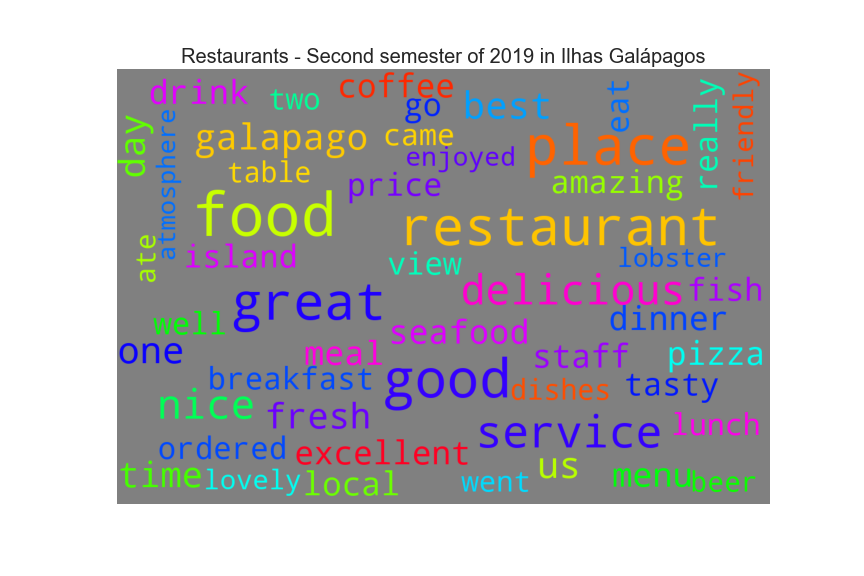 Restaurants - Second semester of 2019 in Ilhas Galápagos
drink
two
coffee
go
best
eat
really
friendly
day
atmosphere
galapago
came
enjoyed
place
table
price
amazing
food
restaurant
ate
island
view
lobster
great
delicious
fish
well
seafood
dinner
one
meal
staff
pizza
breakfast
good
dishes
tasty
nice
fresh
service
lunch
ordered
excellent
us
time
lovely
local
went
menu
beer